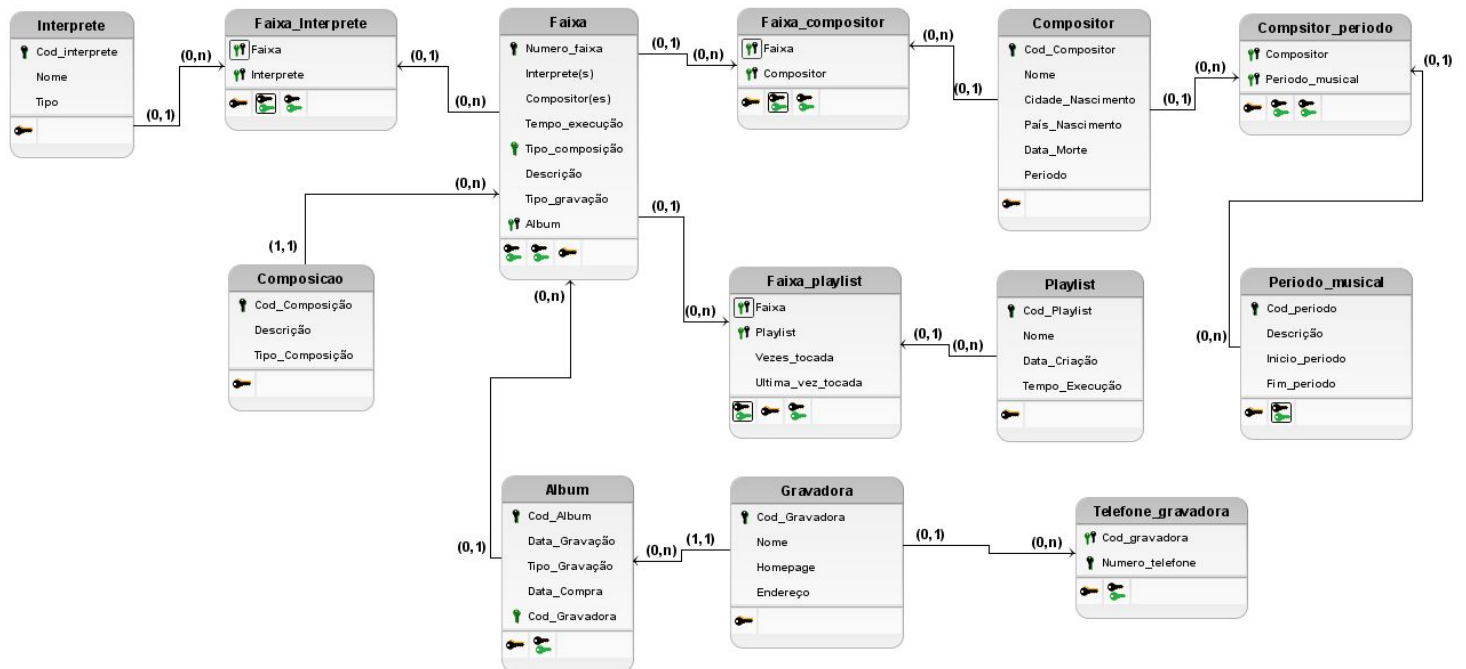 Interprete
Cod_interprete
Nome
Tipo
(0,1)
(0,n)
Faixa_Interprete
Faixa
Interprete
(0,1)
(0,n)
Faixa
Numero_faixa
Interprete(s)
Compositor(es)
Tempo_execução
Tipo_composição
Descrição
Tipo_gravação
Album
(0,1)
(0,n)
Faixa_compositor
Faixa
Compositor
(0,n)
(0,1)
Compositor
Cod_Compositor
Nome
Cidade_Nascimento
País_Nascimento
Data_Morte
Periodo
(0,1)
(0,n)
Compsitor_periodo
Compositor
Periodo_musical
(0,1)
(0,n)
Periodo_musical
Cod_periodo
Descrição
Inicio_periodo
Fim_periodo
(0,n)
(1,1)
Composicao
Cod_Composição
Descrição
Tipo_Composição
(0,1)
(0,n)
Faixa_playlist
Faixa
Playlist
Vezes_tocada
Ultima_vez_tocada
(0,1)
(0,n)
Playlist
Cod_Playlist
Nome
Data_Criação
Tempo_Execução
(0,n)
(0,1)
Album
Cod_Album
Data_Gravação
Tipo_Gravação
Data_Compra
Cod_Gravadora
(0,n)
(1,1)
Gravadora
Cod_Gravadora
Nome
Homepage
Endereço
(0,1)
(0,n)
Telefone_gravadora
Cod_gravadora
Numero_telefone